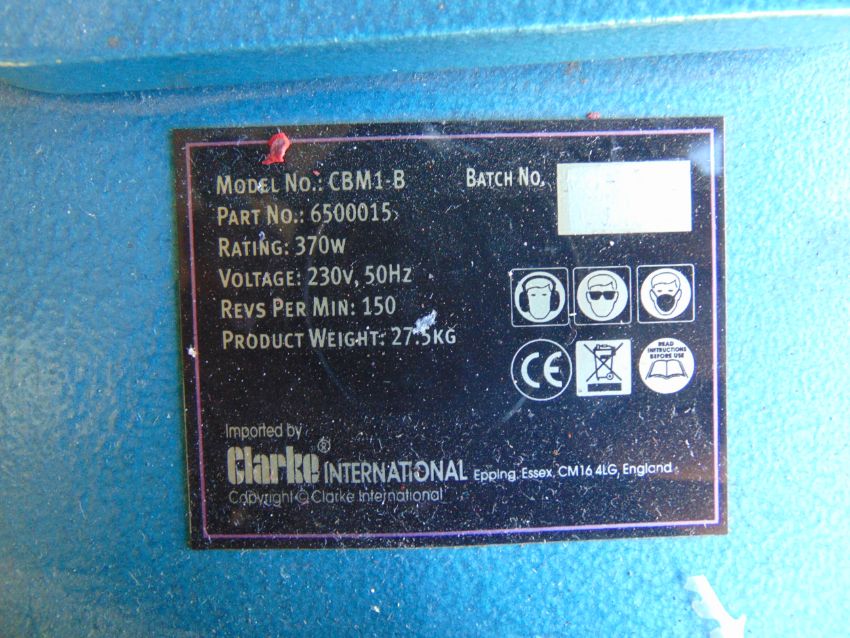 MODEL NO.: CBM1-B
BATCH NO.
PART NO.: 6500015
RATING: 370W
VOLTAGE: 230V, 50HZ
REVS PER MIN: 150
PRODUCT WEIGHT: 27.5KG
CE
READ
INSTRUCTIONS
BEFORE USE
Imported by
Clarke® INTERNATIONAL Epping, Essex, CM16 4LG, England
Copyright © Clarke International